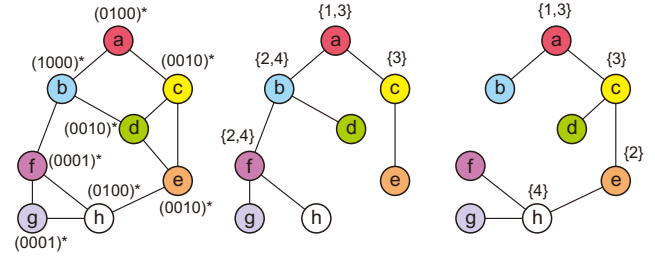 (0100)*
a
(1000)*
(0010)*
b
c
(0010)*
d
f
(0001)*
e
(0100)*
(0010)*
g
h
(0001)*
{1,3}
a
{2,4}
{3}
b
c
d
{2,4}
f
e
g
h
{1,3}
a
{3}
b
c
d
{2}
f
e
{4}
g
h